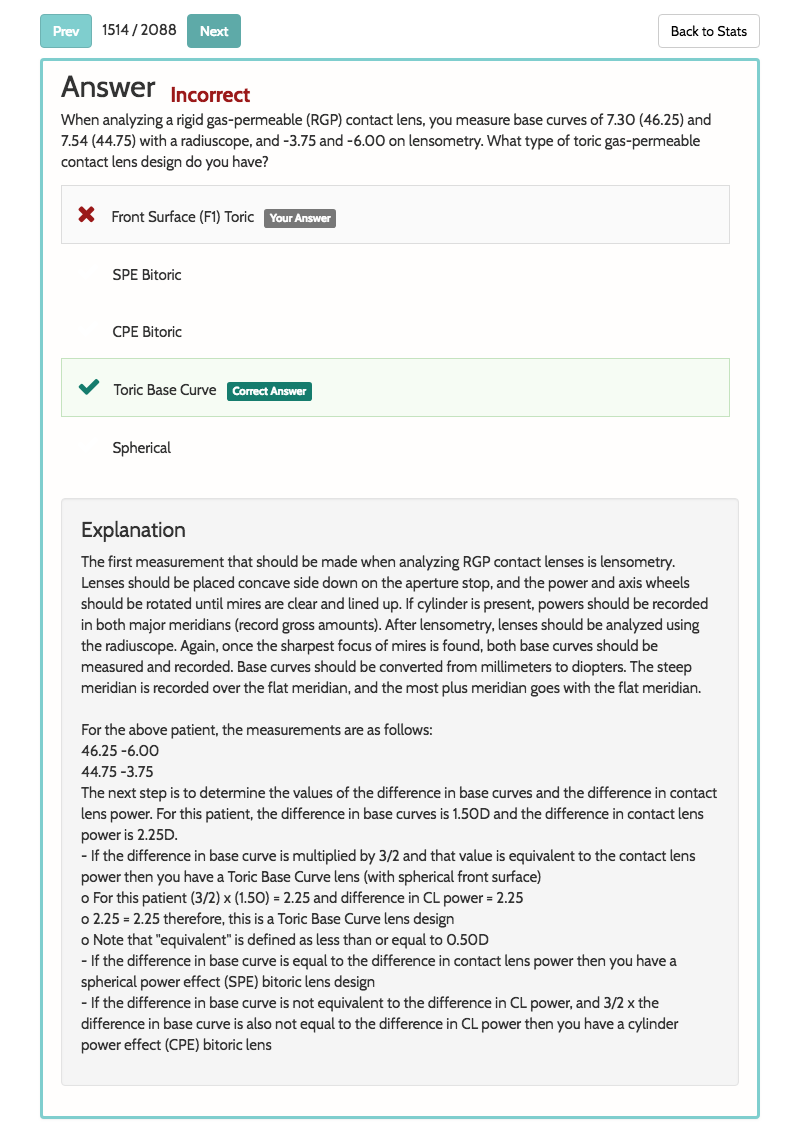 Prev 1514 / 2088 Next Back to Stats
Answer Incorrect
When analyzing a rigid gas-permeable (RGP) contact lens, you measure base curves of 7.30 (46.25) and
7.54 (44.75) with a radiuscope, and -3.75 and -6.00 on lensometry. What type of toric gas-permeable
contact lens design do you have?
Front Surface (F1) Toric Your Answer
SPE Bitoric
CPE Bitoric
Toric Base Curve Correct Answer
Spherical
Explanation
The first measurement that should be made when analyzing RGP contact lenses is lensometry.
Lenses should be placed concave side down on the aperture stop, and the power and axis wheels
should be rotated until mires are clear and lined up. If cylinder is present, powers should be recorded
in both major meridians (record gross amounts). After lensometry, lenses should be analyzed using
the radiuscope. Again, once the sharpest focus of mires is found, both base curves should be
measured and recorded. Base curves should be converted from millimeters to diopters. The steep
meridian is recorded over the flat meridian, and the most plus meridian goes with the flat meridian.
For the above patient, the measurements are as follows:
46.25 -6.00
44.75 -3.75
The next step is to determine the values of the difference in base curves and the difference in contact
lens power. For this patient, the difference in base curves is 1.50D and the difference in contact lens
power is 2.25D.
- If the difference in base curve is multiplied by 3/2 and that value is equivalent to the contact lens
power then you have a Toric Base Curve lens (with spherical front surface)
o For this patient (3/2) x (1.50) = 2.25 and difference in CL power = 2.25
o 2.25 = 2.25 therefore, this is a Toric Base Curve lens design
o Note that "equivalent" is defined as less than or equal to 0.50D
- If the difference in base curve is equal to the difference in contact lens power then you have a
spherical power effect (SPE) bitoric lens design
- If the difference in base curve is not equivalent to the difference in CL power, and 3/2 x the
difference in base curve is also not equal to the difference in CL power then you have a cylinder
power effect (CPE) bitoric lens